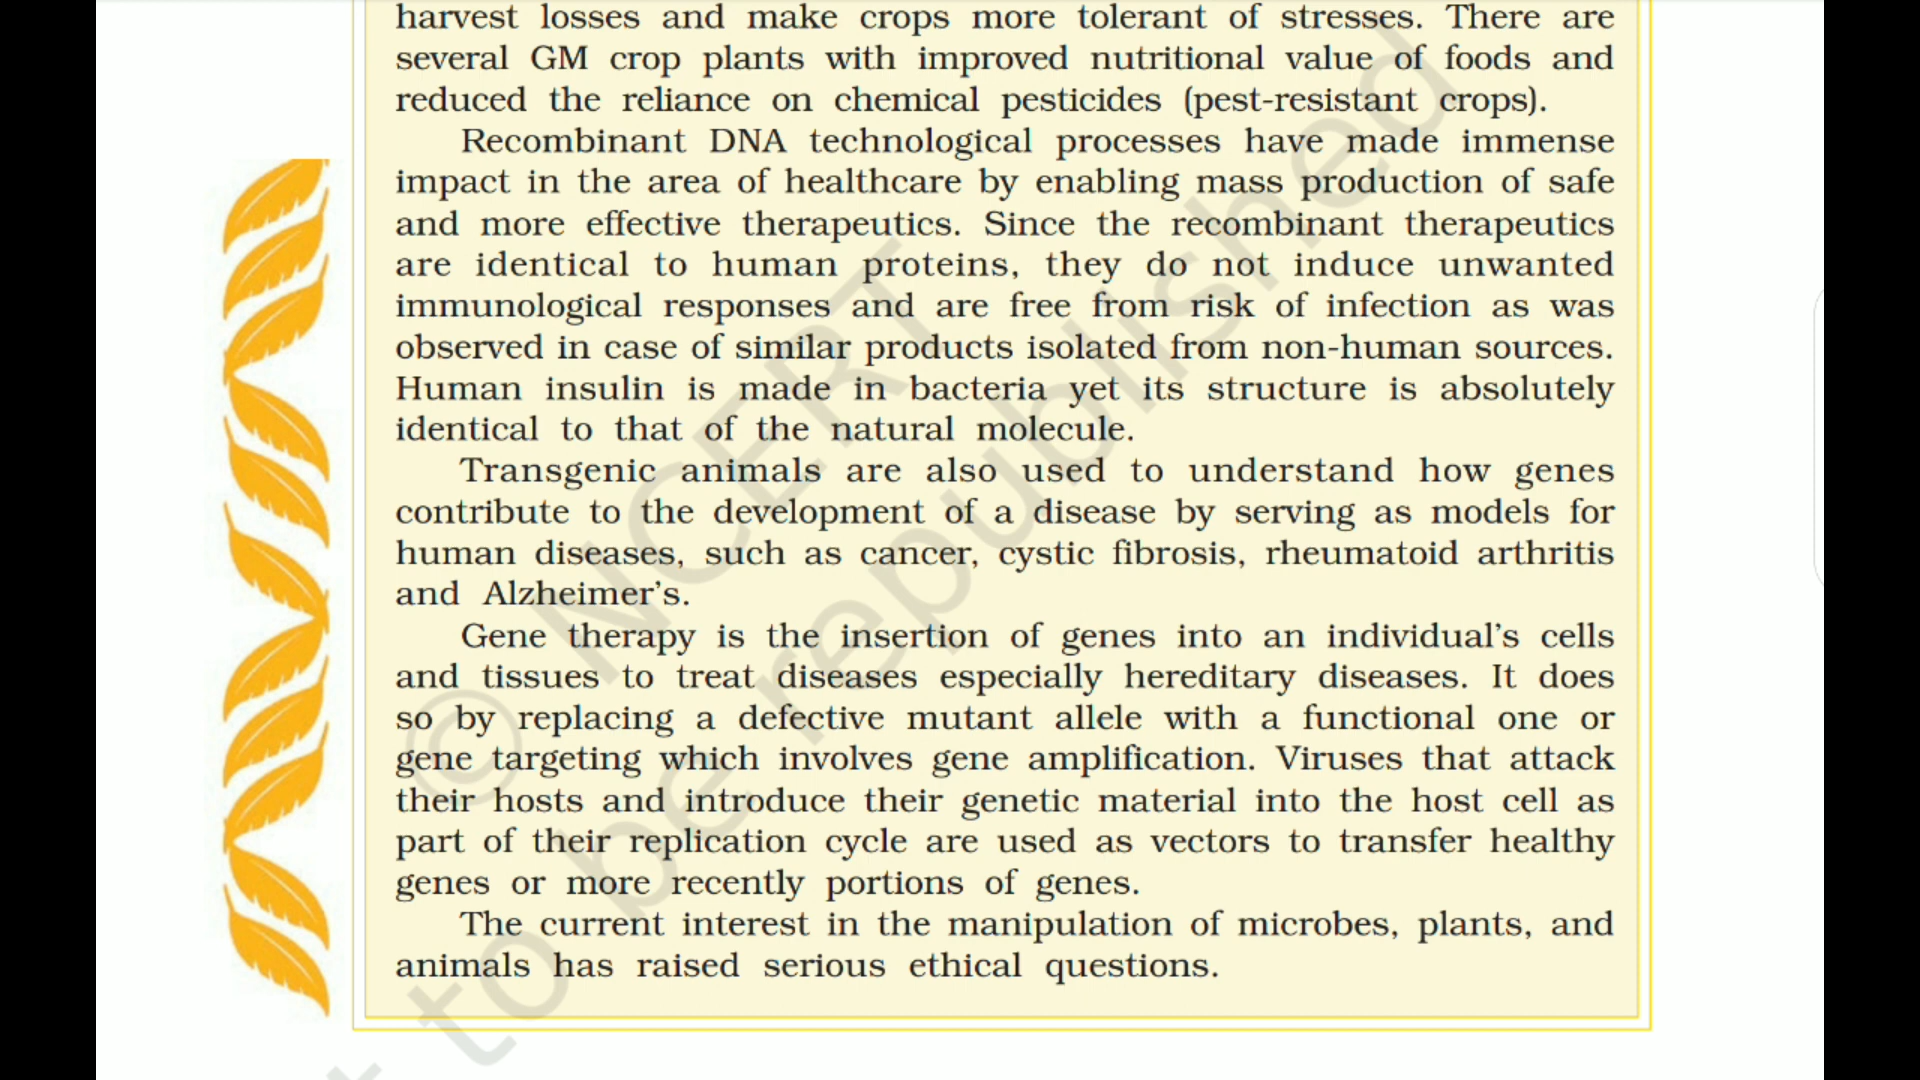 harvest losses and make crops more tolerant of stresses. There are
several GM crop plants with improved nutritional value of foods and
reduced the reliance on chemical pesticides (pest-resistant crops).
Recombinant DNA technological processes have made immense
impact in the area of healthcare by enabling mass production of safe
and more effective therapeutics. Since the recombinant therapeutics
are identical to human proteins, they do not induce unwanted
immunological responses and are free from risk of infection as was
observed in case of similar products isolated from non-human sources.
Human insulin is made in bacteria yet its structure is absolutely
identical to that of the natural molecule.
Transgenic animals are also used to understand how genes
contribute to the development of a disease by serving as models for
human diseases, such as cancer, cystic fibrosis, rheumatoid arthritis
and Alzheimer's.
Gene therapy is the insertion of genes into an individual's cells
and tissues to treat diseases especially hereditary diseases. It does
so by replacing a defective mutant allele with a functional one or
gene targeting which involves gene amplification. Viruses that attack
their hosts and introduce their genetic material into the host cell as
part of their replication cycle are used as vectors to transfer healthy
genes or more recently portions of genes.
The current interest in the manipulation of microbes, plants, and
animals has raised serious ethical questions.
© NCERT
to be republished